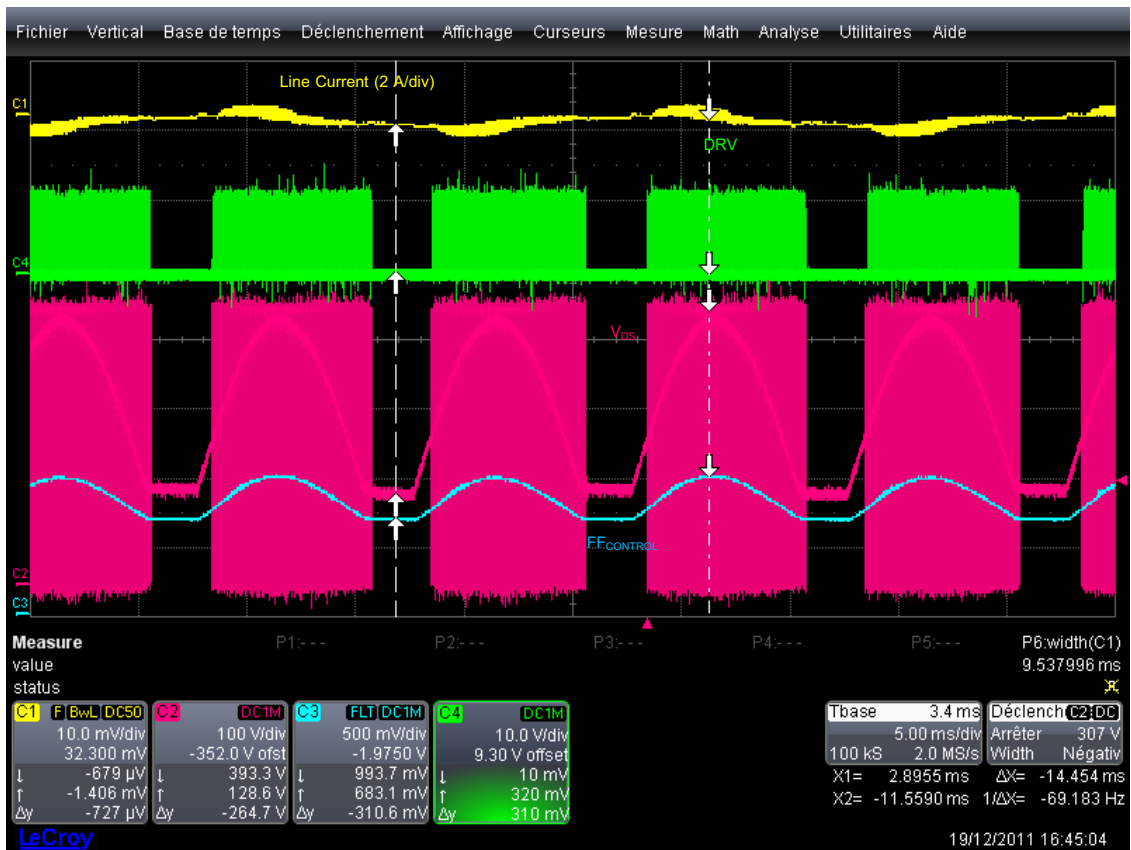 Fichier Vertical Base de temps Déclenchement Affichage Curseurs Mesure Math Analyse Utilitaires Aide
Line Current (2 A/div)
C1
DRV
C4
VDS
FFCONTROL
C2
C3
Measure P1:- - - P2:- - - P3:- - - P4:- - - P5:- - - P6:width(C1)
value 9.537996 ms
status
C1 F BwL DC50
10.0 mV/div
32.300 mV
↓ -679 µV
↑ -1.406 mV
Δy -727 µV
C2 DC1M
100 V/div
-352.0 V ofst
↓ 393.3 V
↑ 128.6 V
Δy -264.7 V
C3 FLT DC1M
500 mV/div
-1.9750 V
↓ 993.7 mV
↑ 683.1 mV
Δy -310.6 mV
C4 DC1M
10.0 V/div
9.30 V offset
↓ 10 mV
↑ 320 mV
Δy 310 mV
Tbase 3.4 ms
5.00 ms/div
100 kS 2.0 MS/s
Déclench C2 DC
Arrêter 307 V
Width Négativ
X1= 2.8955 ms ΔX= -14.454 ms
X2= -11.5590 ms 1/ΔX= -69.183 Hz
LeCroy
19/12/2011 16:45:04